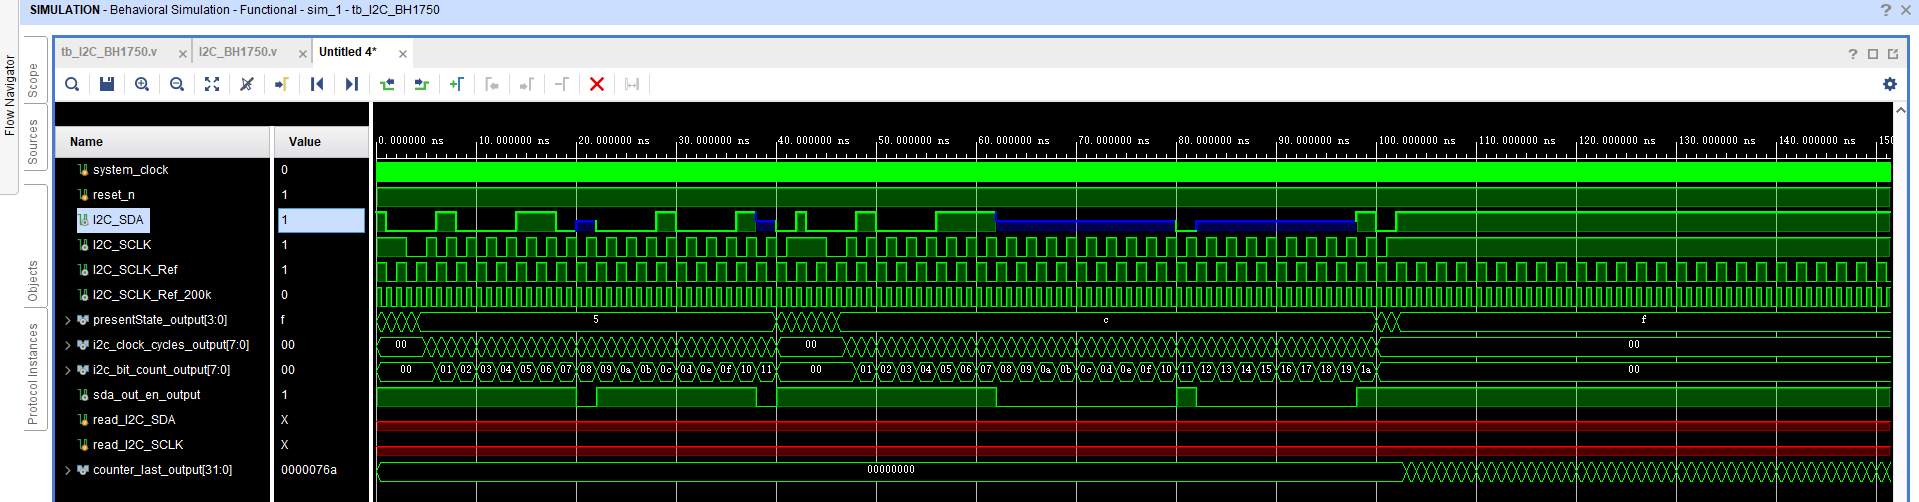 SIMULATION - Behavioral Simulation - Functional - sim_1 - tb_I2C_BH1750
Flow Navigator
Scope
Sources
Objects
Protocol Instances
tb_I2C_BH1750.v
I2C_BH1750.v
Untitled 4*
Name Value
0.000000 ns 10.000000 ns 20.000000 ns 30.000000 ns 40.000000 ns 50.000000 ns 60.000000 ns 70.000000 ns 80.000000 ns 90.000000 ns 100.000000 ns 110.000000 ns 120.000000 ns 130.000000 ns 140.000000 ns 150
system_clock 0
reset_n 1
I2C_SDA 1
I2C_SCLK 1
I2C_SCLK_Ref 1
I2C_SCLK_Ref_200k 0
presentState_output[3:0] f 5 c f
i2c_clock_cycles_output[7:0] 00 00 00 00
i2c_bit_count_output[7:0] 00 00 01 02 03 04 05 06 07 08 09 0a 0b 0c 0d 0e 0f 10 11 00 01 02 03 04 05 06 07 08 09 0a 0b 0c 0d 0e 0f 10 11 12 13 14 15 16 17 18 19 1a 00
sda_out_en_output 1
read_I2C_SDA X
read_I2C_SCLK X
counter_last_output[31:0] 0000076a 00000000